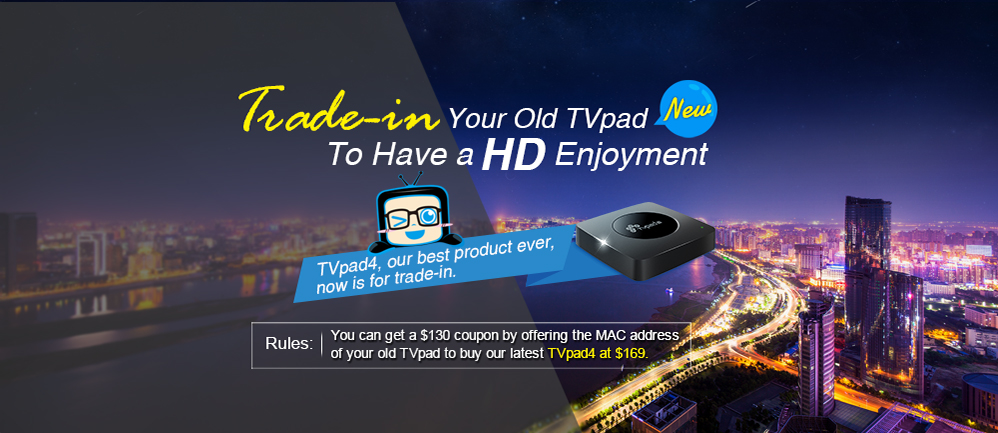 Trade-in Your Old TVpad New
To Have a HD Enjoyment
TVpad4, our best product ever,
now is for trade-in.
Rules: You can get a $130 coupon by offering the MAC address
of your old TVpad to buy our latest TVpad4 at $169.